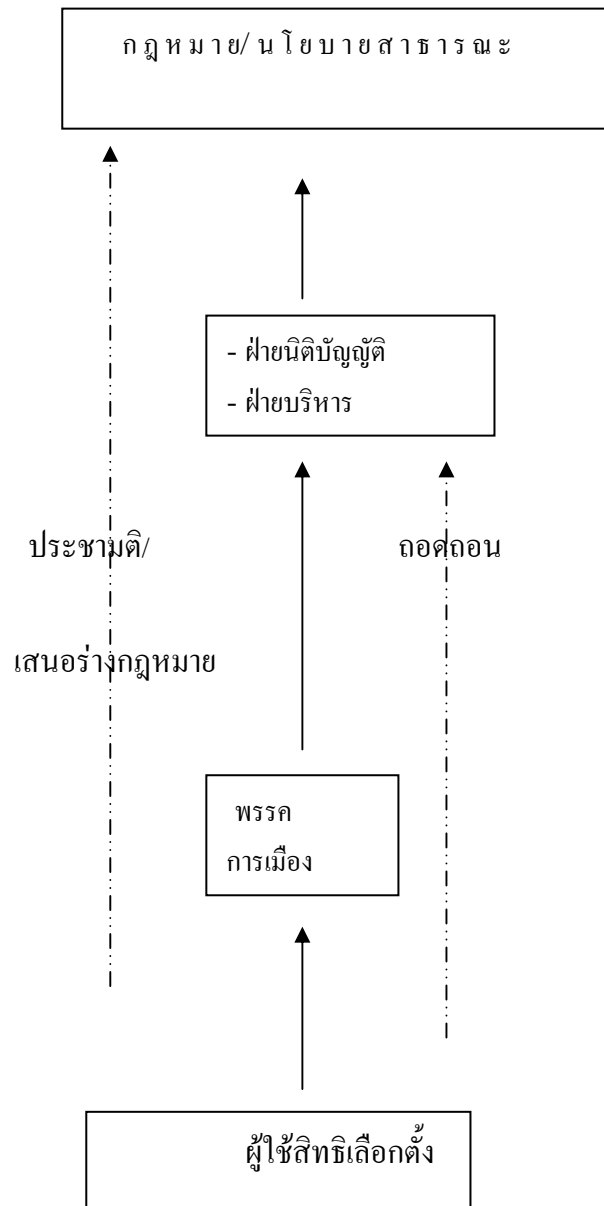 กฎหมาย/นโยบายสาธารณะ
- ฝ่ายนิติบัญญัติ
- ฝ่ายบริหาร
ประชามติ/
ถอดถอน
เสนอร่างกฎหมาย
พรรค
การเมือง
ผู้ใช้สิทธิเลือกตั้ง